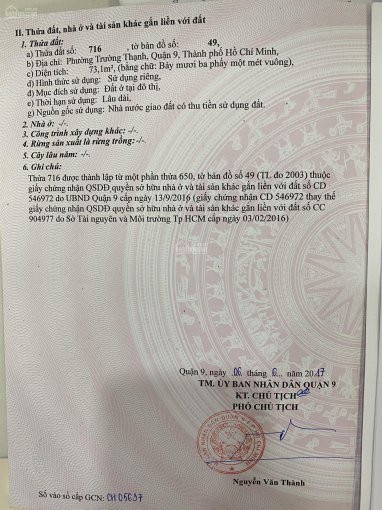 II. Thửa đất, nhà ở và tài sản khác gắn liền với đất
1. Thửa đất:
a) Thửa đất số: 716 , tờ bản đồ số: 49,
b) Địa chỉ: Phường Trường Thạnh, Quận 9, Thành phố Hồ Chí Minh,
c) Diện tích: 73,1m², (bằng chữ: Bảy mươi ba phẩy một mét vuông),
d) Hình thức sử dụng: Sử dụng riêng,
đ) Mục đích sử dụng: Đất ở tại đô thị,
e) Thời hạn sử dụng: Lâu dài,
g) Nguồn gốc sử dụng: Nhà nước giao đất có thu tiền sử dụng đất.
2. Nhà ở : -/-.
3. Công trình xây dựng khác: -/-.
4. Rừng sản xuất là rừng trồng: -/-.
5. Cây lâu năm: -/-.
6. Ghi chú:
Thửa 716 được thành lập từ một phần thửa 650, tờ bản đồ số 49 (TL đo 2003) thuộc
giấy chứng nhận QSDĐ quyền sở hữu nhà và tài sản khác gắn liền với đất số CD
546972 do UBND Quận 9 cấp ngày 13/9/2016 (giấy chứng nhận CD 546972 thay thế
giấy chứng nhận QSDĐ quyền sở hữu nhà và tài sản khác gắn liền với đất số CC
904977 do Sở Tài nguyên và Môi trường Tp HCM cấp ngày 03/02/2016)
Quận 9, ngày 06 tháng 6 năm 2017
TM. ỦY BAN NHÂN DÂN QUẬN 9
KT. CHỦ TỊCH
PHÓ CHỦ TỊCH
Nguyễn Văn Thành
Số vào sổ cấp GCN: CH 05697